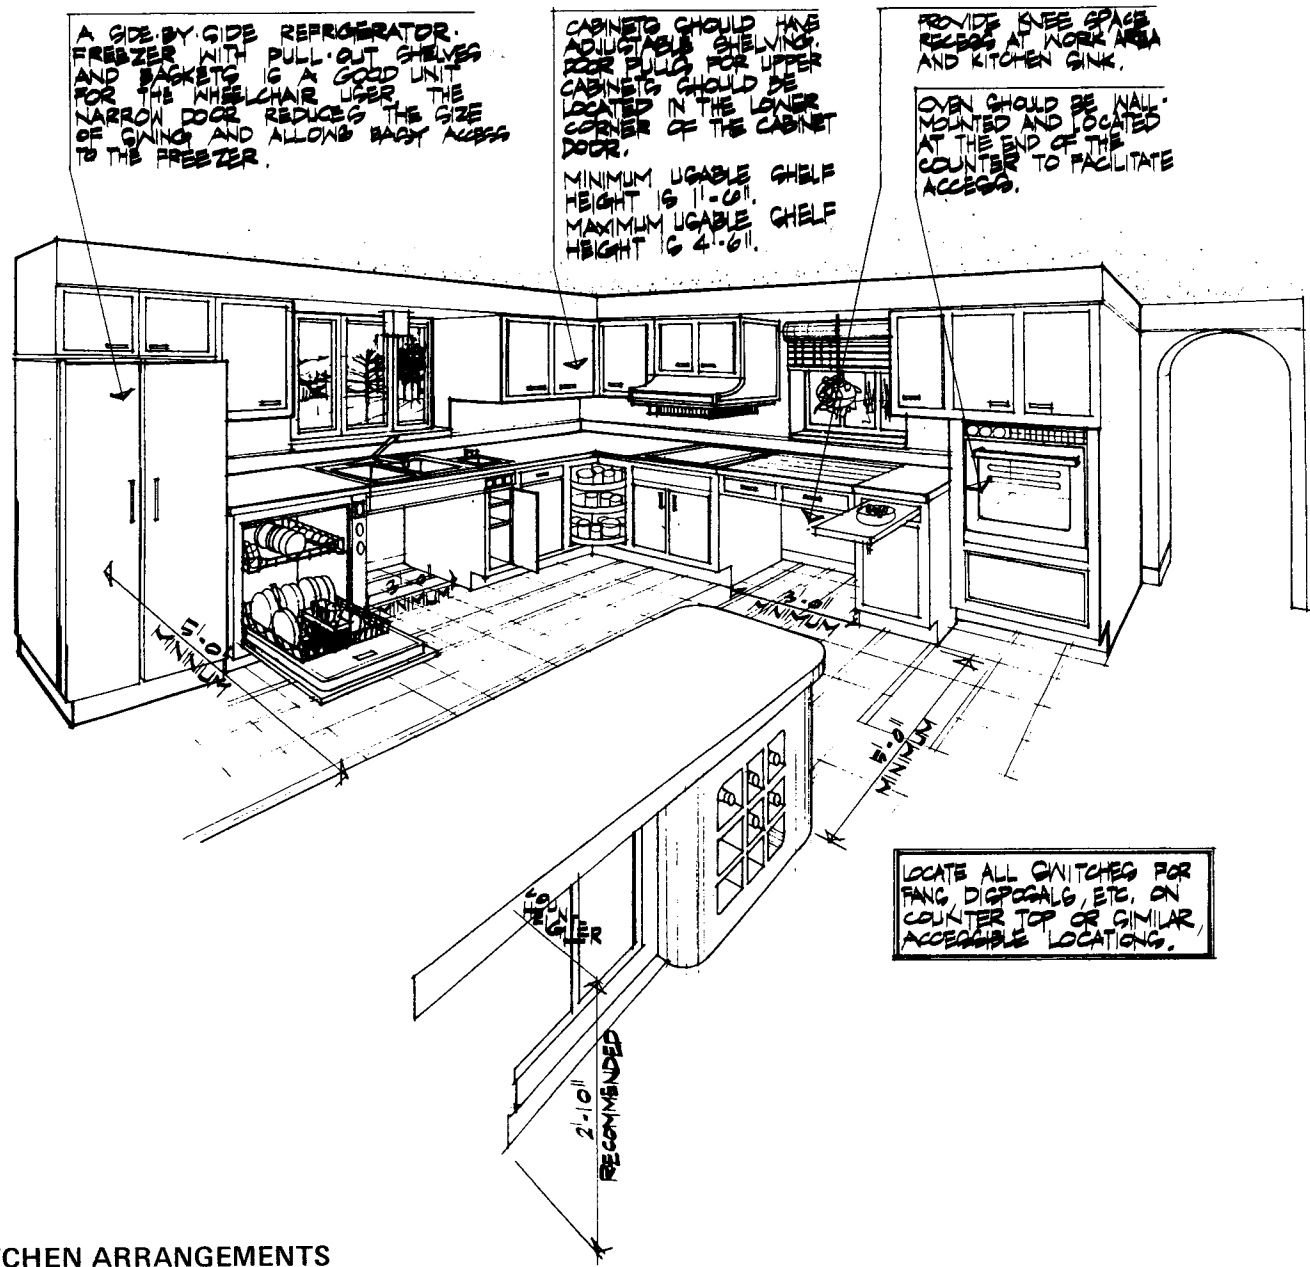 A SIDE·BY·SIDE REFRIGERATOR·
FREEZER WITH PULL·OUT SHELVES
AND BASKETS IS A GOOD UNIT
FOR THE WHEELCHAIR USER. THE
NARROW DOOR REDUCES THE SIZE
OF SWING AND ALLOWS EASY ACCESS
TO THE FREEZER.
CABINETS SHOULD HAVE
ADJUSTABLE SHELVING.
DOOR PULLS FOR UPPER
CABINETS SHOULD BE
LOCATED IN THE LOWER
CORNER OF THE CABINET
DOOR.
MINIMUM USABLE SHELF
HEIGHT IS 1'-6".
MAXIMUM USABLE SHELF
HEIGHT IS 4'-6".
PROVIDE KNEE SPACE
RECESS AT WORK AREA
AND KITCHEN SINK.
OVEN SHOULD BE WALL·
MOUNTED AND LOCATED
AT THE END OF THE
COUNTER TO FACILITATE
ACCESS.
3'-0"
MINIMUM
3'-0"
MINIMUM
5'-0"
MINIMUM
5'-0"
MINIMUM
LOCATE ALL SWITCHES FOR
FANS, DISPOSALS, ETC. ON
COUNTER TOP OR SIMILAR
ACCESSIBLE LOCATIONS.
COUN
TER
2'-10"
RECOMMENDED
TCHEN ARRANGEMENTS